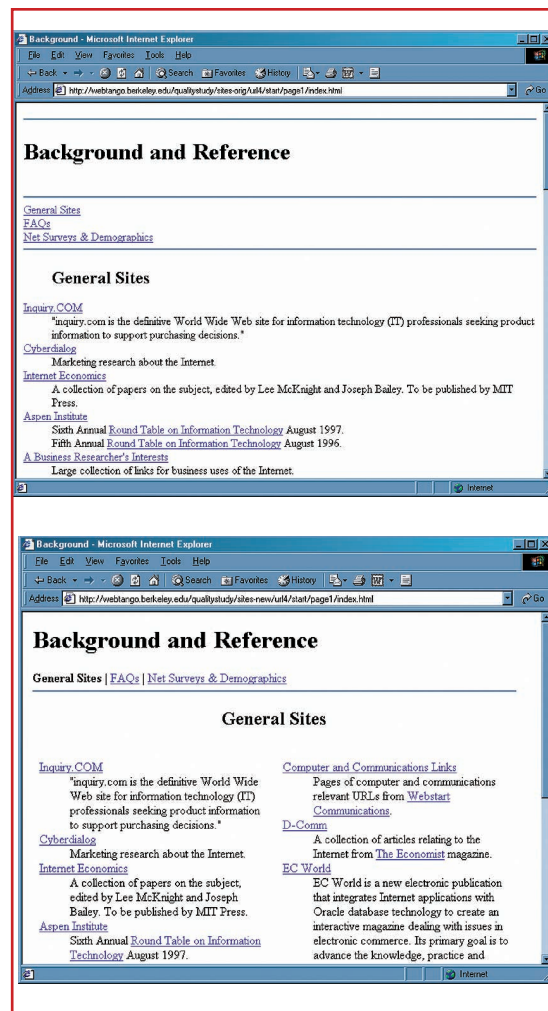 Background - Microsoft Internet Explorer
File Edit View Favorites Tools Help
Back Search Favorites History
Address http://webtango.berkeley.edu/qualitystudy/sites-orig/url4/start/page1/index.html Go
Background and Reference
General Sites
FAQs
Net Surveys & Demographics
General Sites
Inquiry.COM
"inquiry.com is the definitive World Wide Web site for information technology (IT) professionals seeking product
information to support purchasing decisions."
Cyberdialog
Marketing research about the Internet.
Internet Economics
A collection of papers on the subject, edited by Lee McKnight and Joseph Bailey. To be published by MIT
Press.
Aspen Institute
Sixth Annual Round Table on Information Technology August 1997.
Fifth Annual Round Table on Information Technology August 1996.
A Business Researcher's Interests
Large collection of links for business uses of the Internet.
Internet
Background - Microsoft Internet Explorer
File Edit View Favorites Tools Help
Back Search Favorites History
Address http://webtango.berkeley.edu/qualitystudy/sites-new/url4/start/page1/index.html Go
Background and Reference
General Sites | FAQs | Net Surveys & Demographics
General Sites
Inquiry.COM
"inquiry.com is the definitive World Wide
Web site for information technology (IT)
professionals seeking product information
to support purchasing decisions."
Cyberdialog
Marketing research about the Internet.
Internet Economics
A collection of papers on the subject,
edited by Lee McKnight and Joseph
Bailey. To be published by MIT Press.
Aspen Institute
Sixth Annual Round Table on Information
Technology August 1997.
Computer and Communications Links
Pages of computer and communications
relevant URLs from Webstart
Communications.
D-Comm
A collection of articles relating to the
Internet from The Economist magazine.
EC World
EC World is a new electronic publication
that integrates Internet applications with
Oracle database technology to create an
interactive magazine dealing with issues in
electronic commerce. Its primary goal is to
advance the knowledge, practice and
Internet